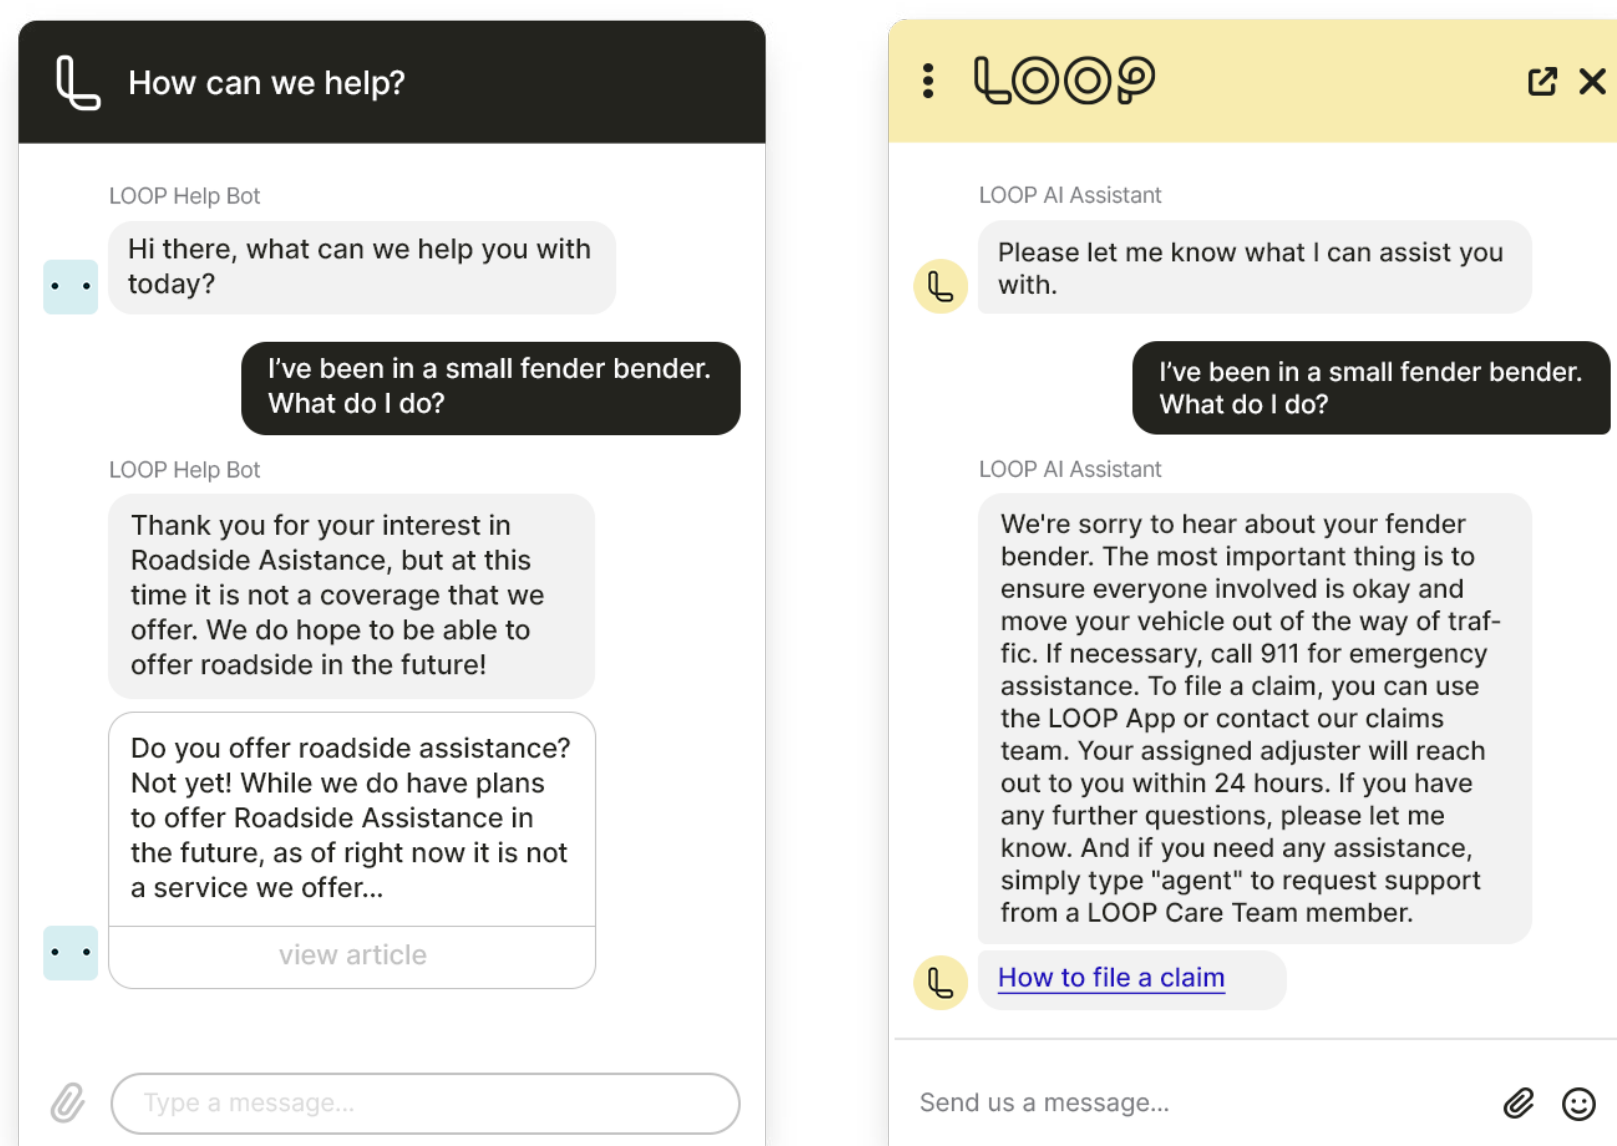 How can we help?
LOOP Help Bot
Hi there, what can we help you with
today?
I’ve been in a small fender bender.
What do I do?
LOOP Help Bot
Thank you for your interest in
Roadside Asistance, but at this
time it is not a coverage that we
offer. We do hope to be able to
offer roadside in the future!
Do you offer roadside assistance?
Not yet! While we do have plans
to offer Roadside Assistance in
the future, as of right now it is not
a service we offer...
view article
Type a message...
LOOP
LOOP AI Assistant
Please let me know what I can assist you
with.
I’ve been in a small fender bender.
What do I do?
LOOP AI Assistant
We're sorry to hear about your fender
bender. The most important thing is to
ensure everyone involved is okay and
move your vehicle out of the way of traf-
fic. If necessary, call 911 for emergency
assistance. To file a claim, you can use
the LOOP App or contact our claims
team. Your assigned adjuster will reach
out to you within 24 hours. If you have
any further questions, please let me
know. And if you need any assistance,
simply type "agent" to request support
from a LOOP Care Team member.
How to file a claim
Send us a message...